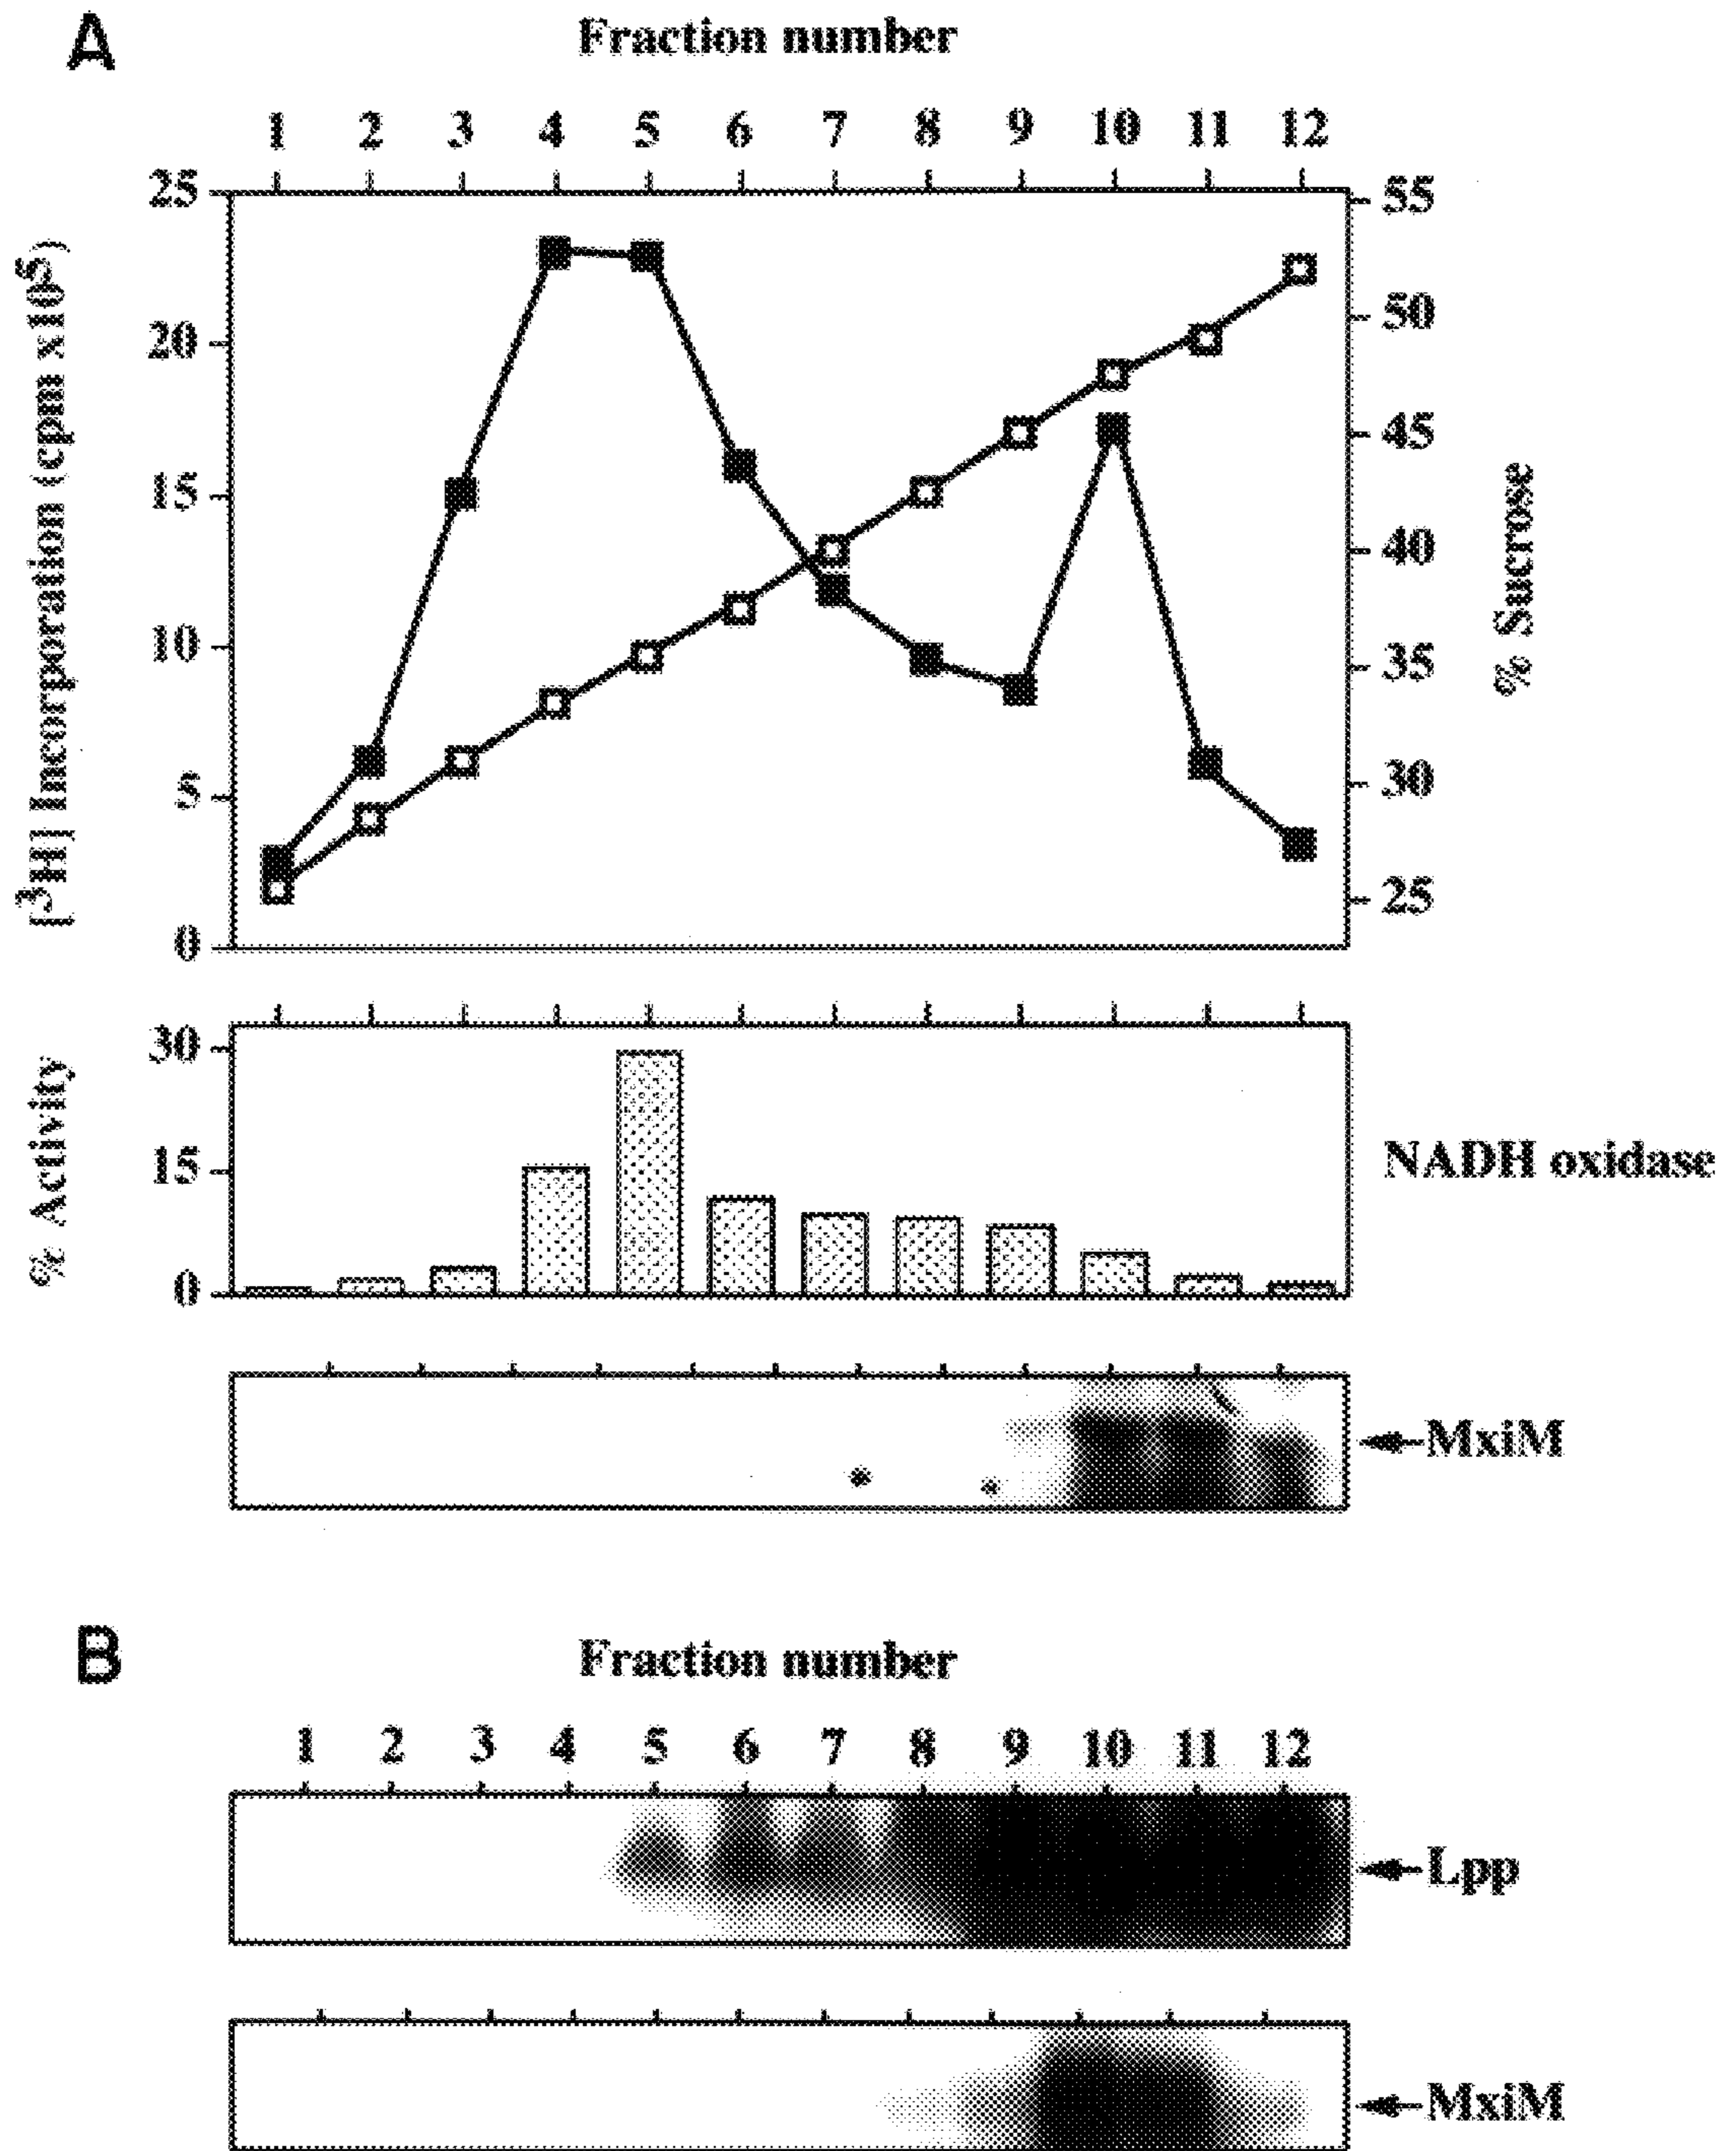 A
Fraction number
1 2 3 4 5 6 7 8 9 10 11 12
25
20
15
10
5
0
[3H] Incorporation (cpm x105)
55
50
45
40
35
30
25
% Sucrose
30
15
0
% Activity
NADH oxidase
MxiM
B
Fraction number
1 2 3 4 5 6 7 8 9 10 11 12
Lpp
MxiM